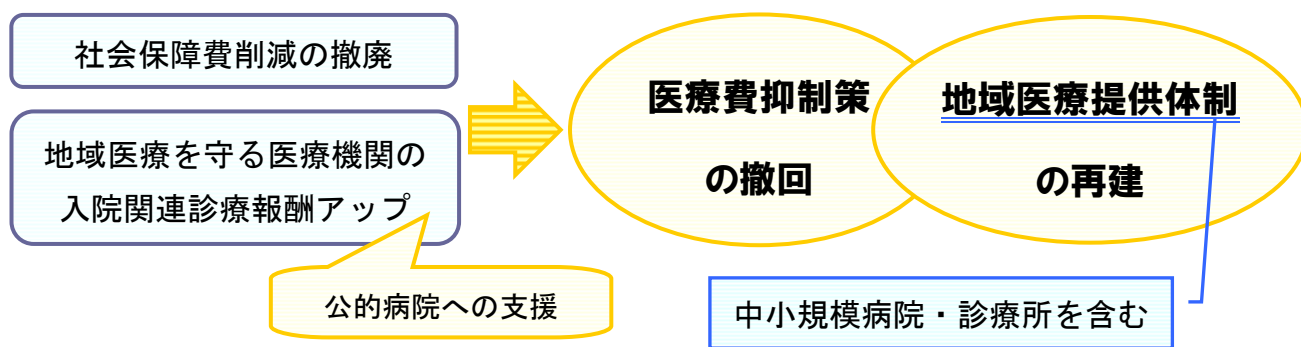 社会保障費削減の撤廃
地域医療を守る医療機関の
入院関連診療報酬アップ
公的病院への支援
医療費抑制策
の撤回
地域医療提供体制
の再建
中小規模病院・診療所を含む